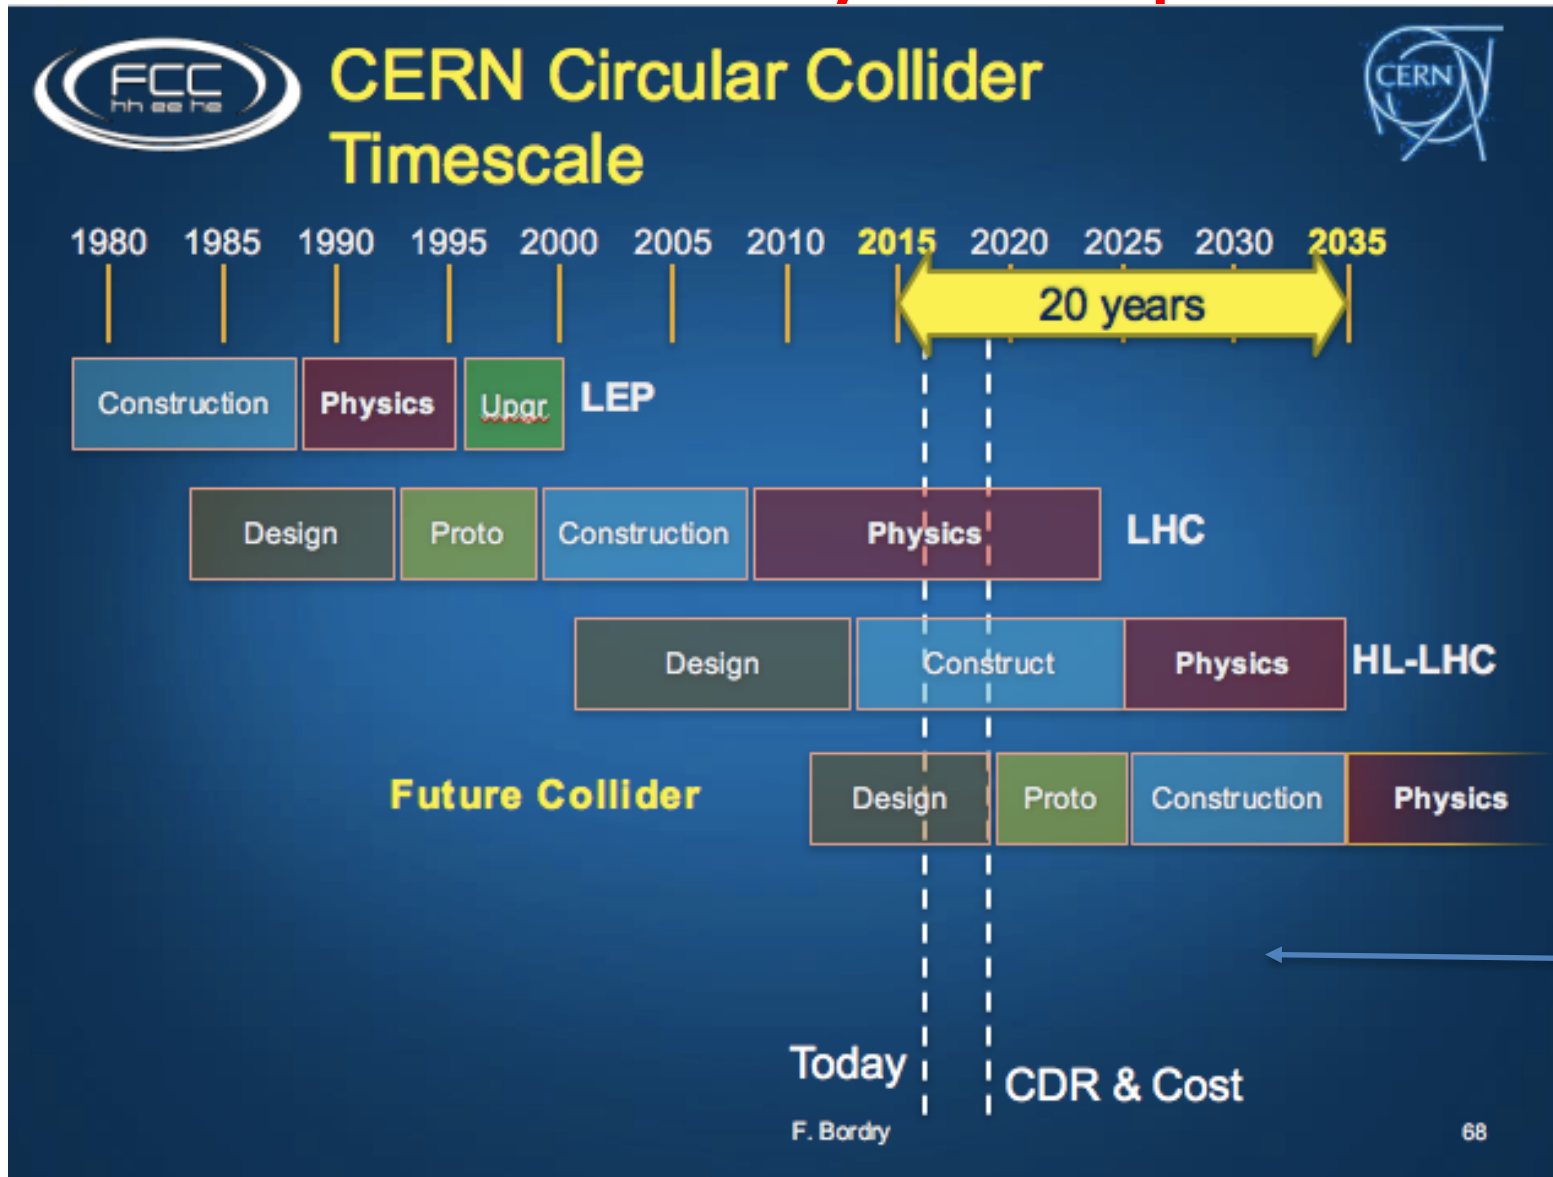 FCC
hh ee he
CERN Circular Collider
Timescale
CERN
1980 1985 1990 1995 2000 2005 2010 2015 2020 2025 2030 2035
20 years
Construction Physics Upgr LEP
Design Proto Construction Physics LHC
Design Construct Physics HL-LHC
Future Collider Design Proto Construction Physics
Today
CDR & Cost
F. Bordry 68